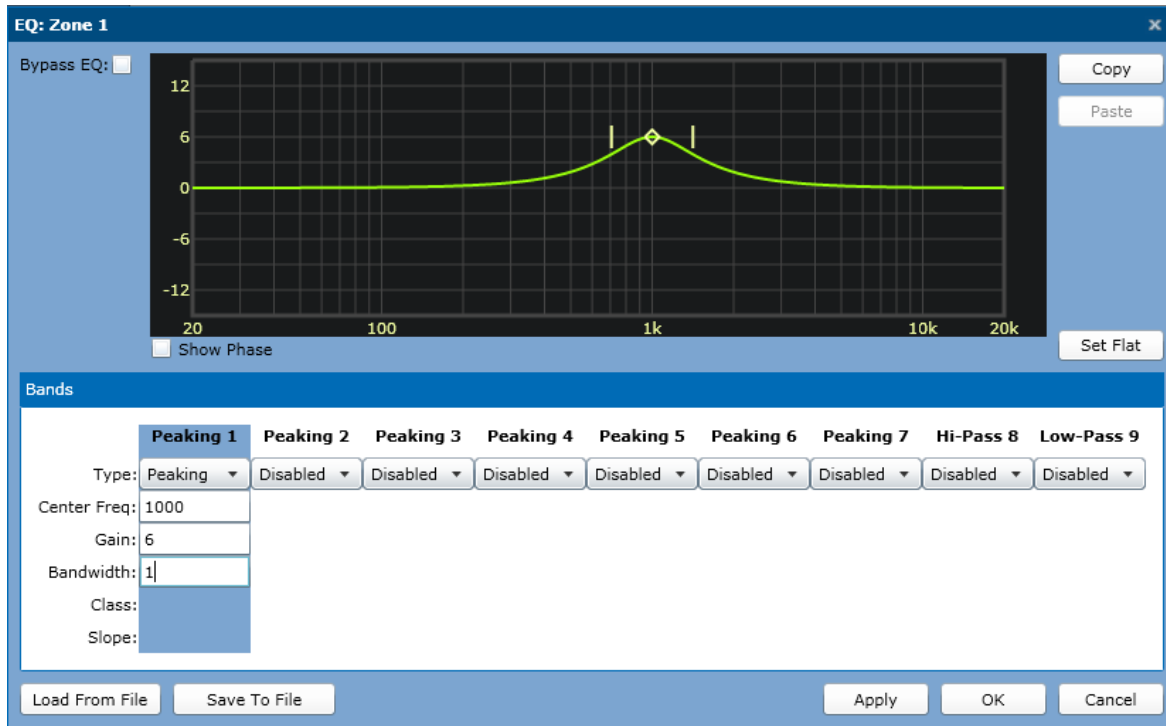 EQ: Zone 1 ×
Bypass EQ:
Copy
Paste
12
6
0
-6
-12
20 100 1k 10k 20k
Show Phase
Set Flat
Bands
Peaking 1 Peaking 2 Peaking 3 Peaking 4 Peaking 5 Peaking 6 Peaking 7 Hi-Pass 8 Low-Pass 9
Type: Peaking Disabled Disabled Disabled Disabled Disabled Disabled Disabled Disabled
Center Freq: 1000
Gain: 6
Bandwidth: 1
Class:
Slope:
Load From File Save To File Apply OK Cancel